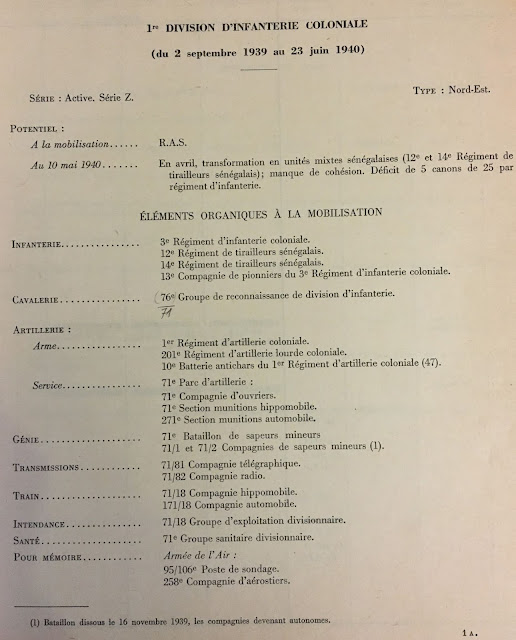 1re DIVISION D'INFANTERIE COLONIALE
(du 2 septembre 1939 au 23 juin 1940)
SÉRIE : Active. Série Z.
TYPE : Nord-Est.
POTENTIEL :
A la mobilisation...... R.A.S.
Au 10 mai 1940....... En avril, transformation en unités mixtes sénégalaises (12e et 14e Régiment de
tirailleurs sénégalais); manque de cohésion. Déficit de 5 canons de 25 par
régiment d'infanterie.
ÉLÉMENTS ORGANIQUES À LA MOBILISATION
INFANTERIE................ 3e Régiment d'infanterie coloniale.
12e Régiment de tirailleurs sénégalais.
14e Régiment de tirailleurs sénégalais.
13e Compagnie de pionniers du 3e Régiment d'infanterie coloniale.
CAVALERIE................ (76e Groupe de reconnaissance de division d'infanterie.
71
ARTILLERIE :
Arme................. 1er Régiment d'artillerie coloniale.
201e Régiment d'artillerie lourde coloniale.
10e Batterie antichars du 1er Régiment d'artillerie coloniale (47).
Service................ 71e Parc d'artillerie :
71e Compagnie d'ouvriers.
71e Section munitions hippomobile.
271e Section munitions automobile.
GÉNIE.................... 71e Bataillon de sapeurs mineurs
71/1 et 71/2 Compagnies de sapeurs mineurs (1).
TRANSMISSIONS............ 71/81 Compagnie télégraphique.
71/82 Compagnie radio.
TRAIN.................... 71/18 Compagnie hippomobile.
171/18 Compagnie automobile.
INTENDANCE............... 71/18 Groupe d'exploitation divisionnaire.
SANTÉ.................... 71e Groupe sanitaire divisionnaire.
POUR MÉMOIRE............ Armée de l'Air :
95/106e Poste de sondage.
258e Compagnie d'aérostiers.
(1) Bataillon dissous le 16 novembre 1939, les compagnies devenant autonomes.
1 A.